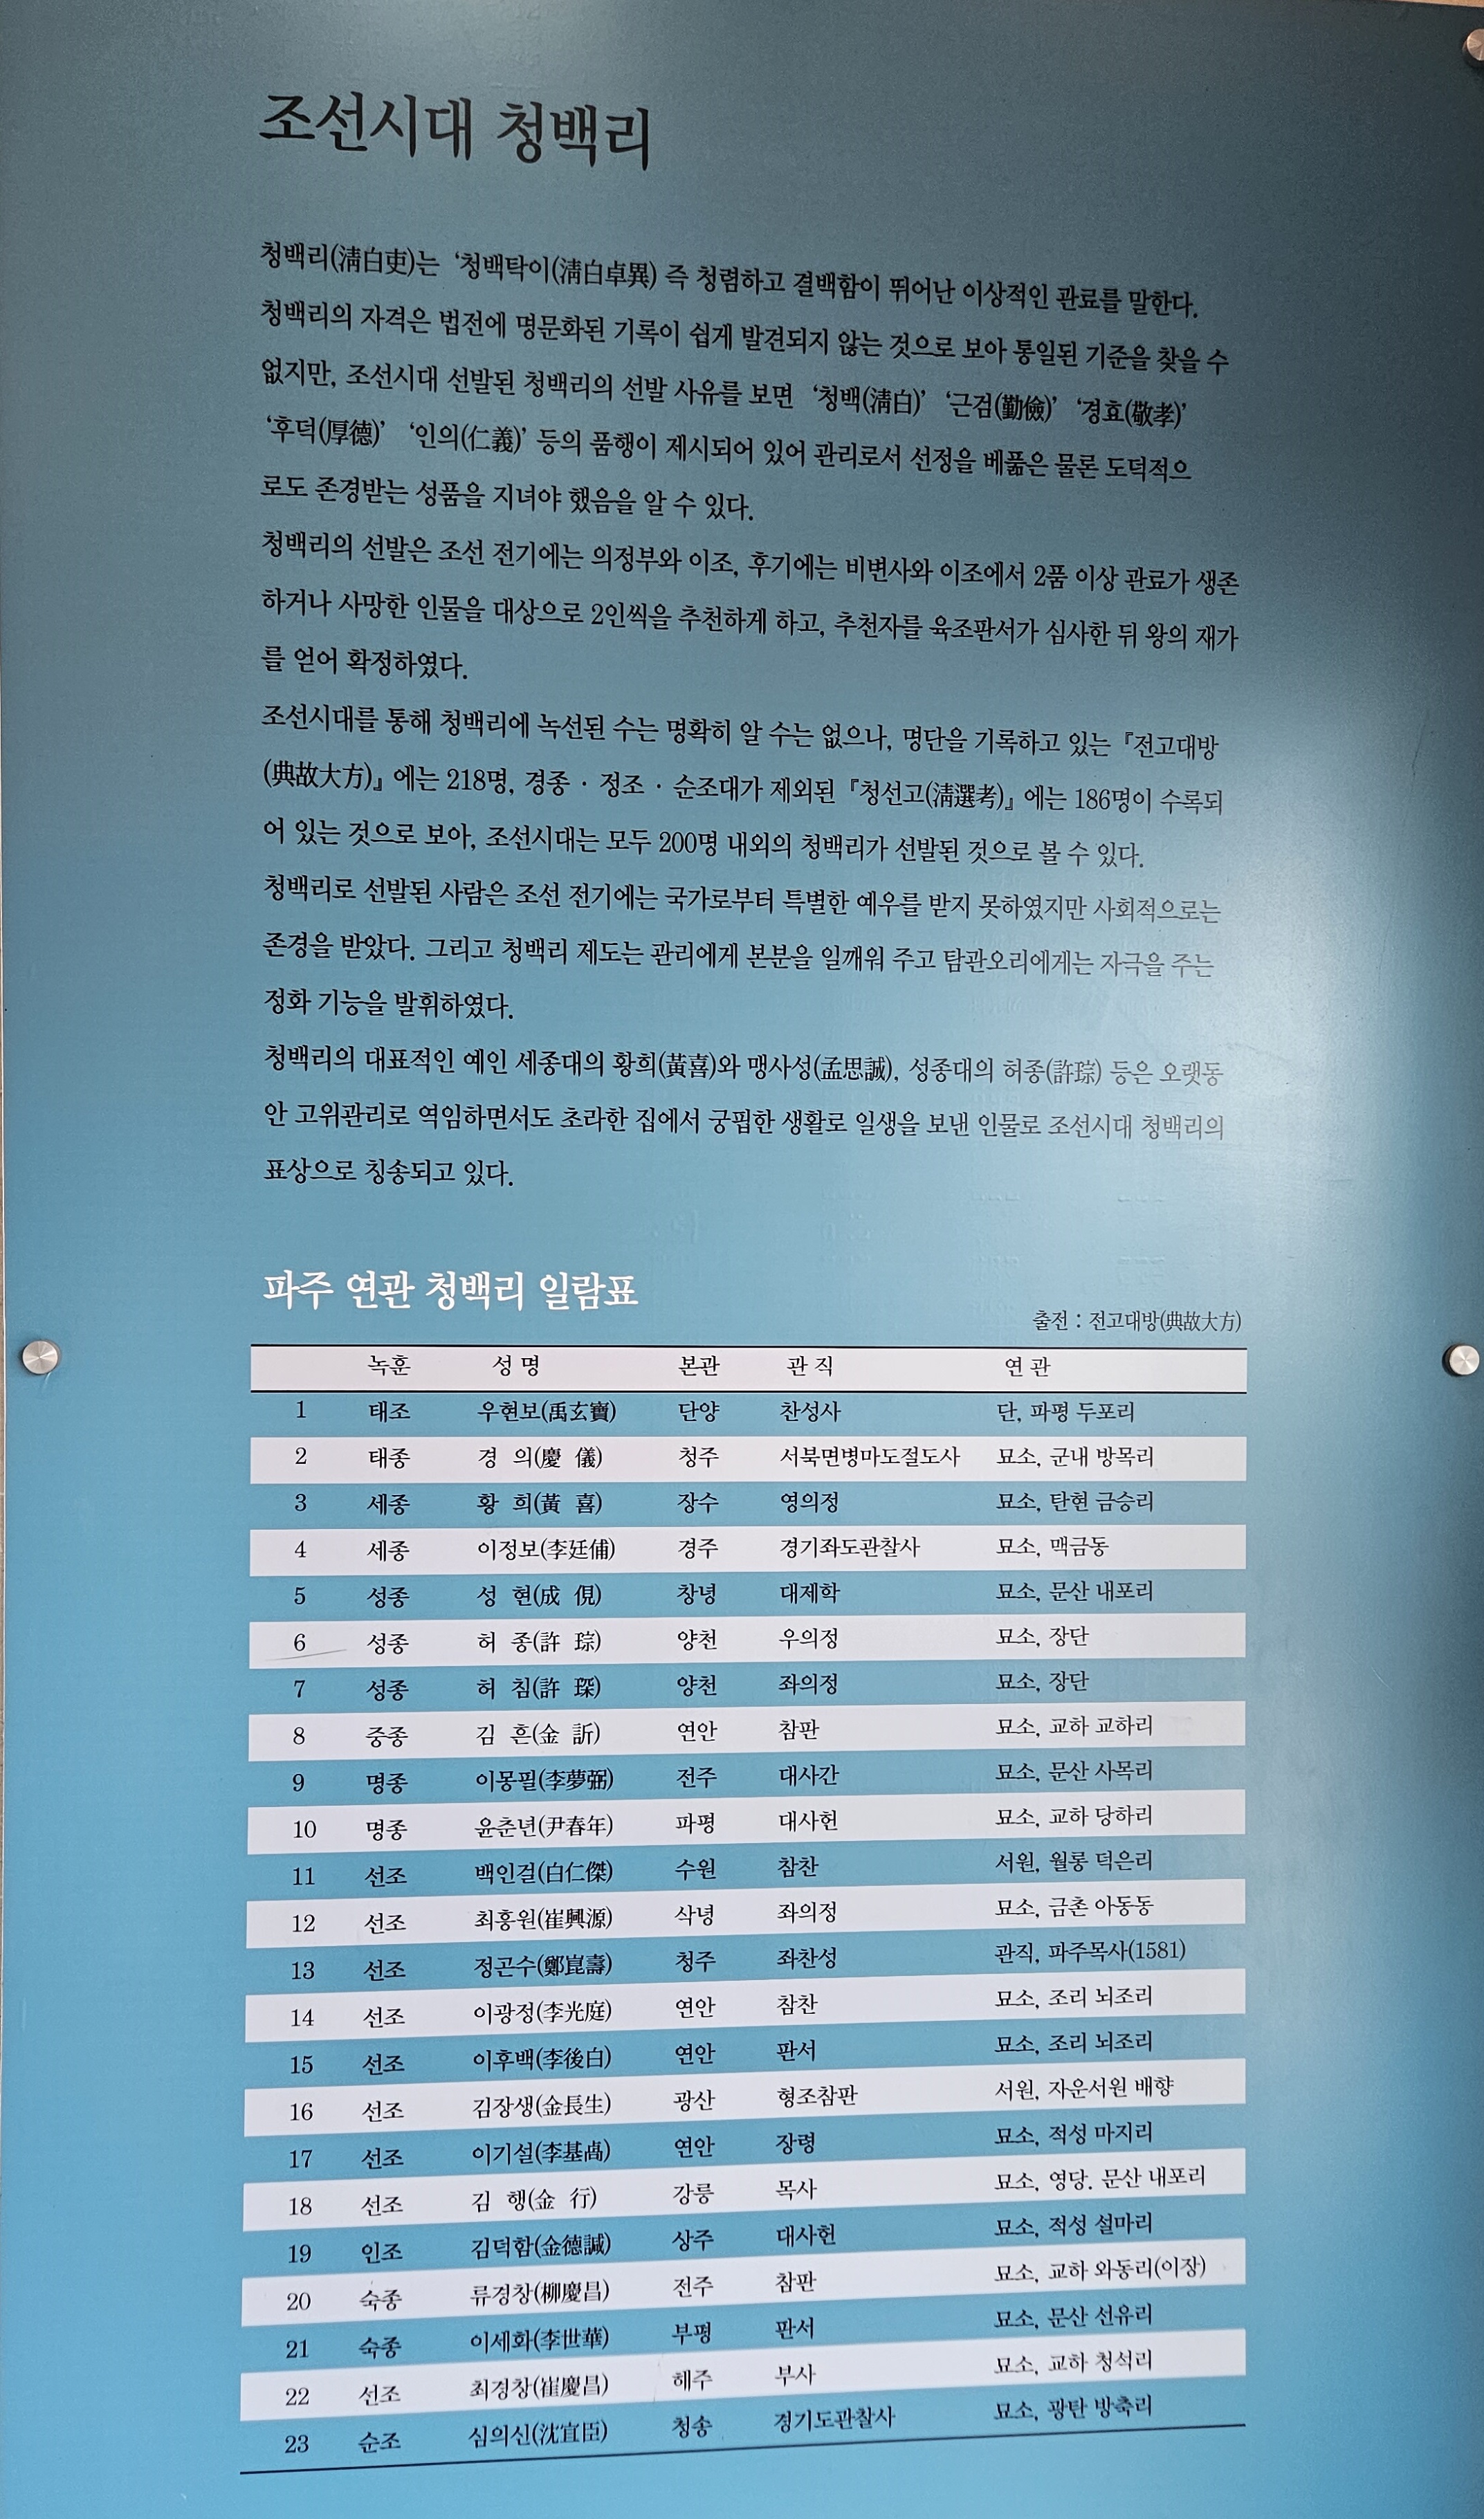 조선시대 청백리
청백리(淸白吏)는 ‘청백탁이(淸白卓異) 즉 청렴하고 결백함이 뛰어난 이상적인 관료를 말한다.
청백리의 자격은 법전에 명문화된 기록이 쉽게 발견되지 않는 것으로 보아 통일된 기준을 찾을 수
없지만, 조선시대 선발된 청백리의 선발 사유를 보면 ‘청백(淸白)’ ‘근검(勤儉)’ ‘경효(敬孝)’
‘후덕(厚德)’ ‘인의(仁義)’ 등의 품행이 제시되어 있어 관리로서 선정을 베풂은 물론 도덕적으
로도 존경받는 성품을 지녀야 했음을 알 수 있다.
청백리의 선발은 조선 전기에는 의정부와 이조, 후기에는 비변사와 이조에서 2품 이상 관료가 생존
하거나 사망한 인물을 대상으로 2인씩을 추천하게 하고, 추천자를 육조판서가 심사한 뒤 왕의 재가
를 얻어 확정하였다.
조선시대를 통해 청백리에 녹선된 수는 명확히 알 수는 없으나, 명단을 기록하고 있는 『전고대방
(典故大方)』에는 218명, 경종 · 정조 · 순조대가 제외된 『청선고(淸選考)』에는 186명이 수록되
어 있는 것으로 보아, 조선시대는 모두 200명 내외의 청백리가 선발된 것으로 볼 수 있다.
청백리로 선발된 사람은 조선 전기에는 국가로부터 특별한 예우를 받지 못하였지만 사회적으로는
존경을 받았다. 그리고 청백리 제도는 관리에게 본분을 일깨워 주고 탐관오리에게는 자극을 주는
정화 기능을 발휘하였다.
청백리의 대표적인 예인 세종대의 황희(黃喜)와 맹사성(孟思誠), 성종대의 허종(許琮) 등은 오랫동
안 고위관리로 역임하면서도 초라한 집에서 궁핍한 생활로 일생을 보낸 인물로 조선시대 청백리의
표상으로 칭송되고 있다.
파주 연관 청백리 일람표
출전 : 전고대방(典故大方)
녹훈 성 명 본관 관 직 연 관
1 태조 우현보(禹玄寶) 단양 찬성사 단, 파평 두포리
2 태종 경 의(慶 儀) 청주 서북면병마도절도사 묘소, 군내 방목리
3 세종 황 희(黃 喜) 장수 영의정 묘소, 탄현 금승리
4 세종 이정보(李廷俌) 경주 경기좌도관찰사 묘소, 맥금동
5 성종 성 현(成 俔) 창녕 대제학 묘소, 문산 내포리
6 성종 허 종(許 琮) 양천 우의정 묘소, 장단
7 성종 허 침(許 琛) 양천 좌의정 묘소, 장단
8 중종 김 흔(金 訢) 연안 참판 묘소, 교하 교하리
9 명종 이몽필(李夢弼) 전주 대사간 묘소, 문산 사목리
10 명종 윤춘년(尹春年) 파평 대사헌 묘소, 교하 당하리
11 선조 백인걸(白仁傑) 수원 참찬 서원, 월롱 덕은리
12 선조 최흥원(崔興源) 삭녕 좌의정 묘소, 금촌 아동동
13 선조 정곤수(鄭崑壽) 청주 좌찬성 관직, 파주목사(1581)
14 선조 이광정(李光庭) 연안 참찬 묘소, 조리 뇌조리
15 선조 이후백(李後白) 연안 판서 묘소, 조리 뇌조리
16 선조 김장생(金長生) 광산 형조참판 서원, 자운서원 배향
17 선조 이기설(李基卨) 연안 장령 묘소, 적성 마지리
18 선조 김 행(金 行) 강릉 목사 묘소, 영당. 문산 내포리
19 인조 김덕함(金德諴) 상주 대사헌 묘소, 적성 설마리
20 숙종 류경창(柳慶昌) 전주 참판 묘소, 교하 와동리(이장)
21 숙종 이세화(李世華) 부평 판서 묘소, 문산 선유리
22 선조 최경창(崔慶昌) 해주 부사 묘소, 교하 청석리
23 순조 심의신(沈宜臣) 청송 경기도관찰사 묘소, 광탄 방축리